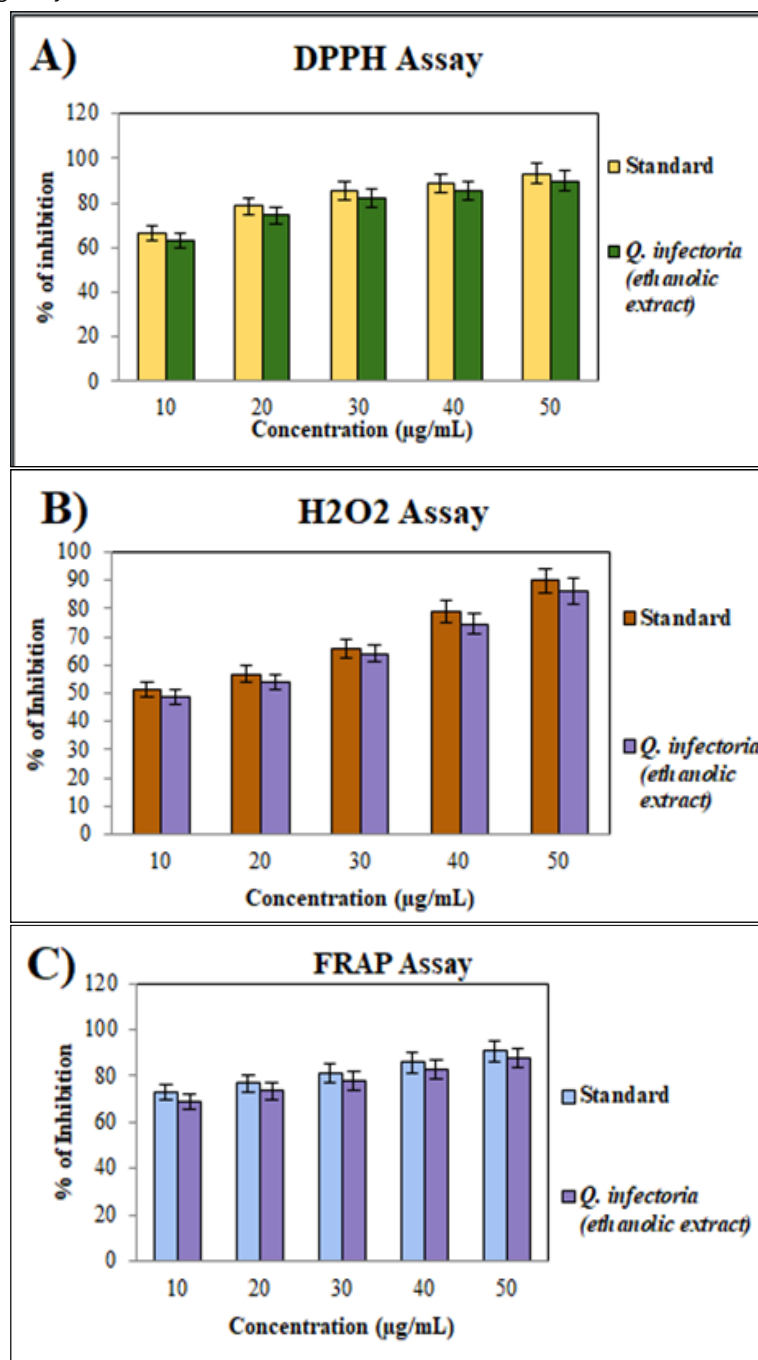 A)
DPPH Assay
120
100
80
60
40
20
0
% of inhibition
10 20 30 40 50
Concentration (µg/mL)
Standard
Q. infectoria
(ethanolic
extract)
B)
H2O2 Assay
100
90
80
70
60
50
40
30
20
10
0
% of Inhibition
10 20 30 40 50
Concentration (µg/mL)
Standard
Q. infectoria
(ethanolic
extract)
C)
FRAP Assay
120
100
80
60
40
20
0
% of Inhibition
10 20 30 40 50
Concentration (µg/mL)
Standard
Q. infectoria
(ethanolic extract)